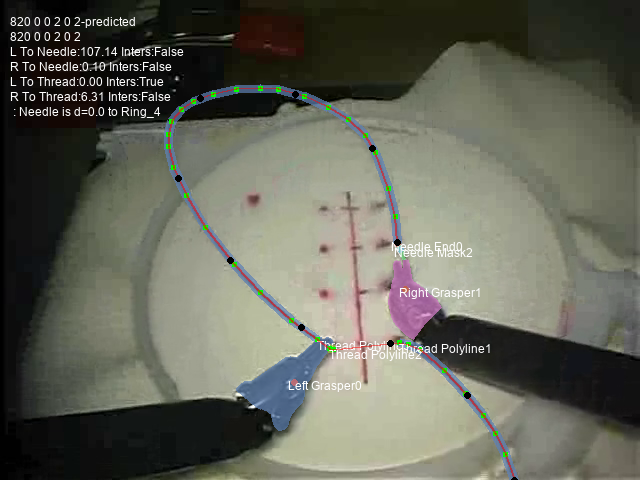 820 0 0 2 0 2-predicted
820 0 0 2 0 2
L To Needle:107.14 Inters:False
R To Needle:0.10 Inters:False
L To Thread:0.00 Inters:True
R To Thread:6.31 Inters:False
: Needle is d=0.0 to Ring_4
Needle End0
Needle Mask2
Right Grasper1
Thread Polyline1
Thread Polyline2
Left Grasper0